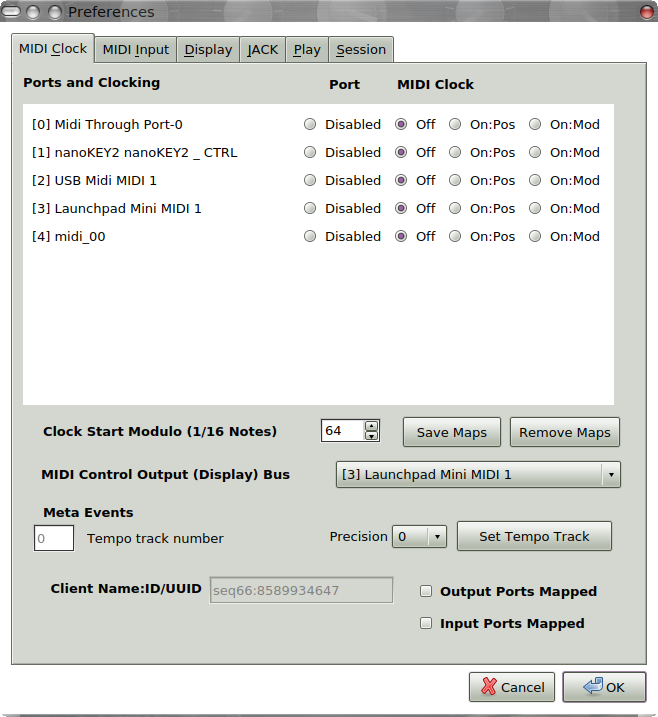 Preferences
MIDI Clock MIDI Input Display JACK Play Session
Ports and Clocking Port MIDI Clock
[0] Midi Through Port-0 Disabled Off On:Pos On:Mod
[1] nanoKEY2 nanoKEY2 _ CTRL Disabled Off On:Pos On:Mod
[2] USB Midi MIDI 1 Disabled Off On:Pos On:Mod
[3] Launchpad Mini MIDI 1 Disabled Off On:Pos On:Mod
[4] midi_00 Disabled Off On:Pos On:Mod
Clock Start Modulo (1/16 Notes) 64 Save Maps Remove Maps
MIDI Control Output (Display) Bus [3] Launchpad Mini MIDI 1
Meta Events
0 Tempo track number Precision 0 Set Tempo Track
Client Name:ID/UUID seq66:8589934647 Output Ports Mapped
Input Ports Mapped
Cancel OK